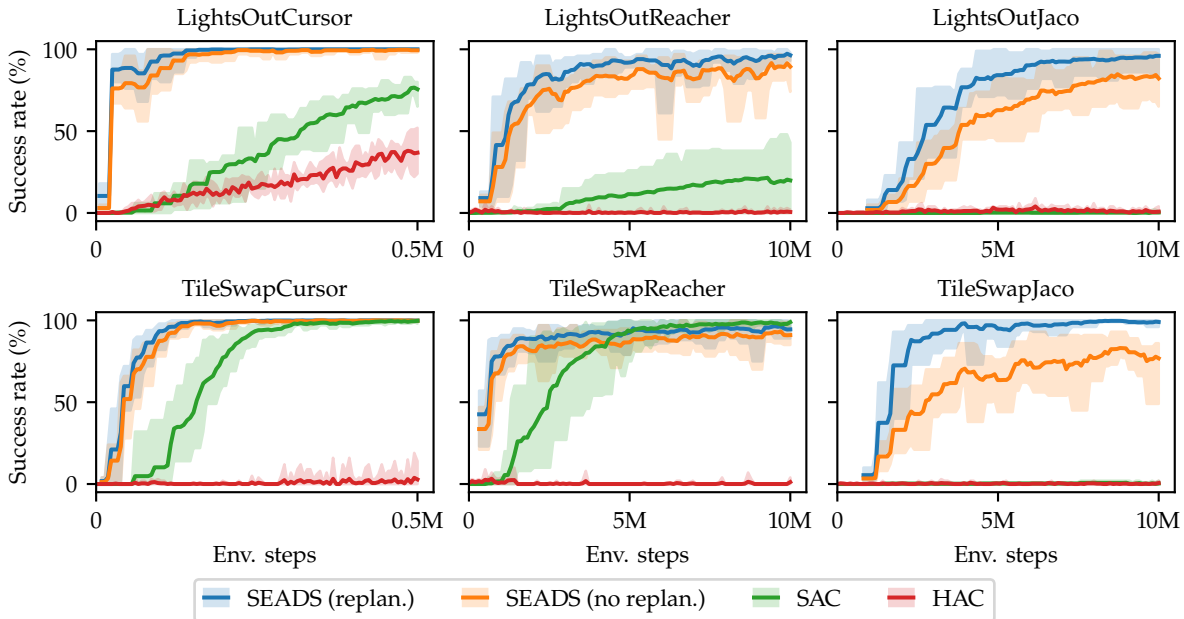 LightsOutCursor LightsOutReacher LightsOutJaco
Success rate (%)
100
50
0
0 0.5M 0 5M 10M 0 5M 10M
TileSwapCursor TileSwapReacher TileSwapJaco
Success rate (%)
100
50
0
0 0.5M 0 5M 10M 0 5M 10M
Env. steps Env. steps Env. steps
SEADS (replan.) SEADS (no replan.) SAC HAC